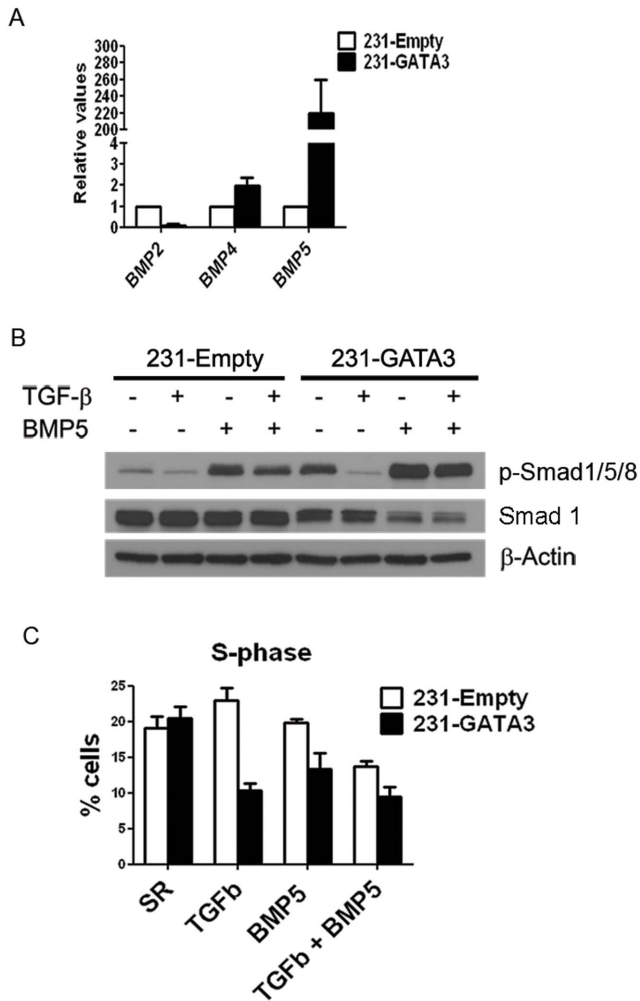 A
231-Empty
231-GATA3
Relative values
300
280
260
240
220
200
4
3
2
1
0
BMP2
BMP4
BMP5
B
231-Empty
231-GATA3
TGF-β - + - + - + - +
BMP5 - - + + - - + +
p-Smad1/5/8
Smad 1
β-Actin
C
S-phase
231-Empty
231-GATA3
% cells
25
20
15
10
5
0
SR
TGFb
BMP5
TGFb + BMP5